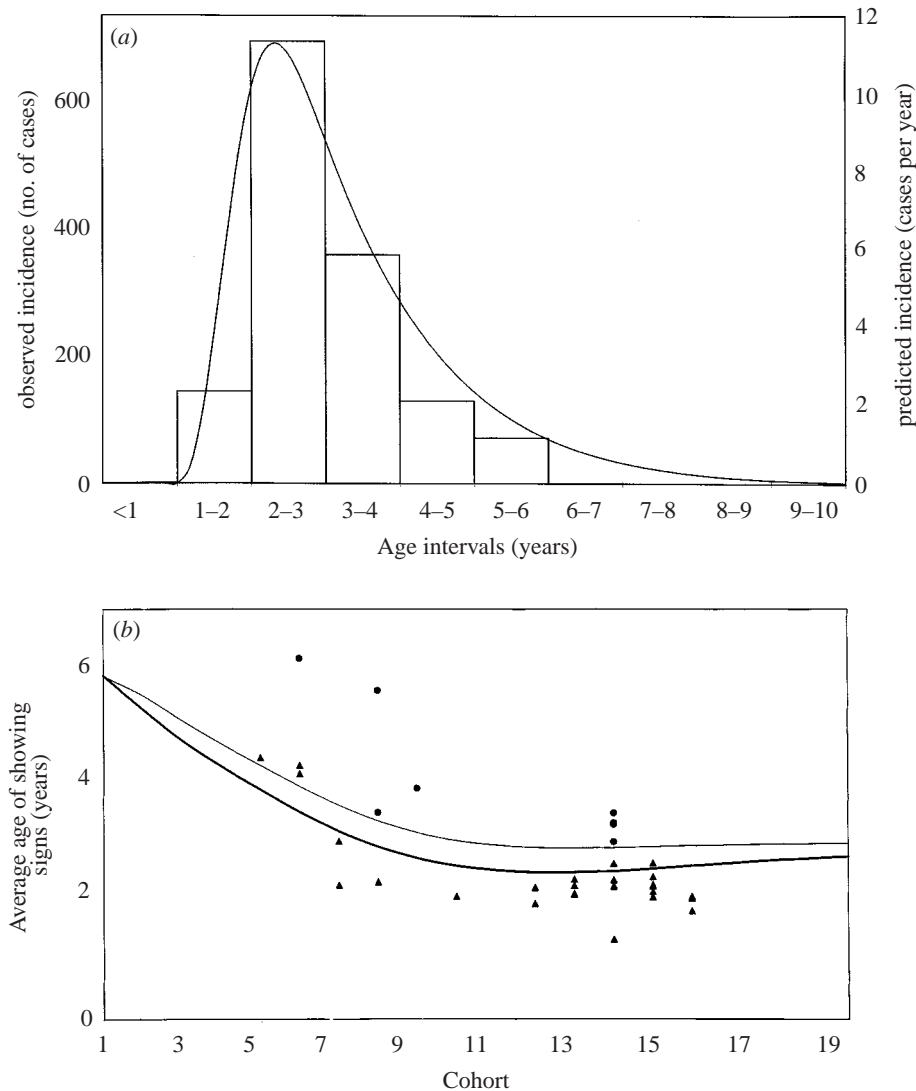 (a)
12
10
8
6
4
2
0
predicted incidence (cases per year)
600
400
200
0
observed incidence (no. of cases)
<1 1–2 2–3 3–4 4–5 5–6 6–7 7–8 8–9 9–10
Age intervals (years)
(b)
6
4
2
0
Average age of showing
signs (years)
1 3 5 7 9 11 13 15 17 19
Cohort